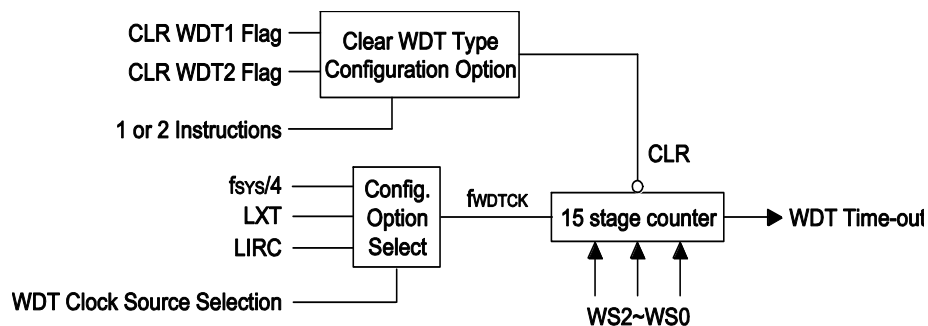 CLR WDT1 Flag
CLR WDT2 Flag
1 or 2 Instructions
Clear WDT Type
Configuration Option
CLR
fSYS/4
LXT
LIRC
WDT Clock Source Selection
Config.
Option
Select
fWDTCK
15 stage counter
WDT Time-out
WS2~WS0